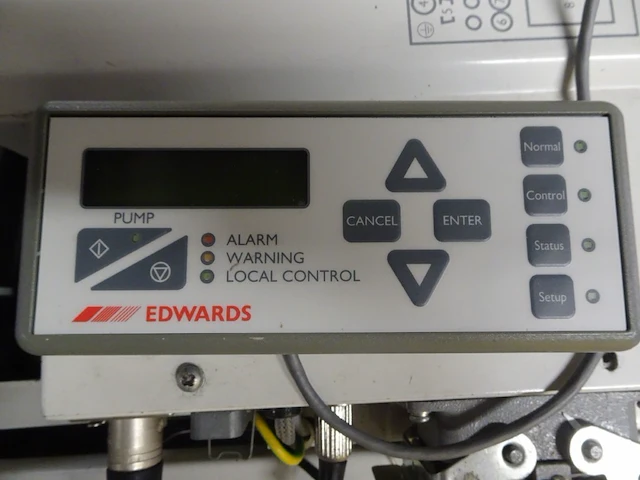 PUMP
ALARM
WARNING
LOCAL CONTROL
EDWARDS
CANCEL
ENTER
Normal
Control
Status
Setup